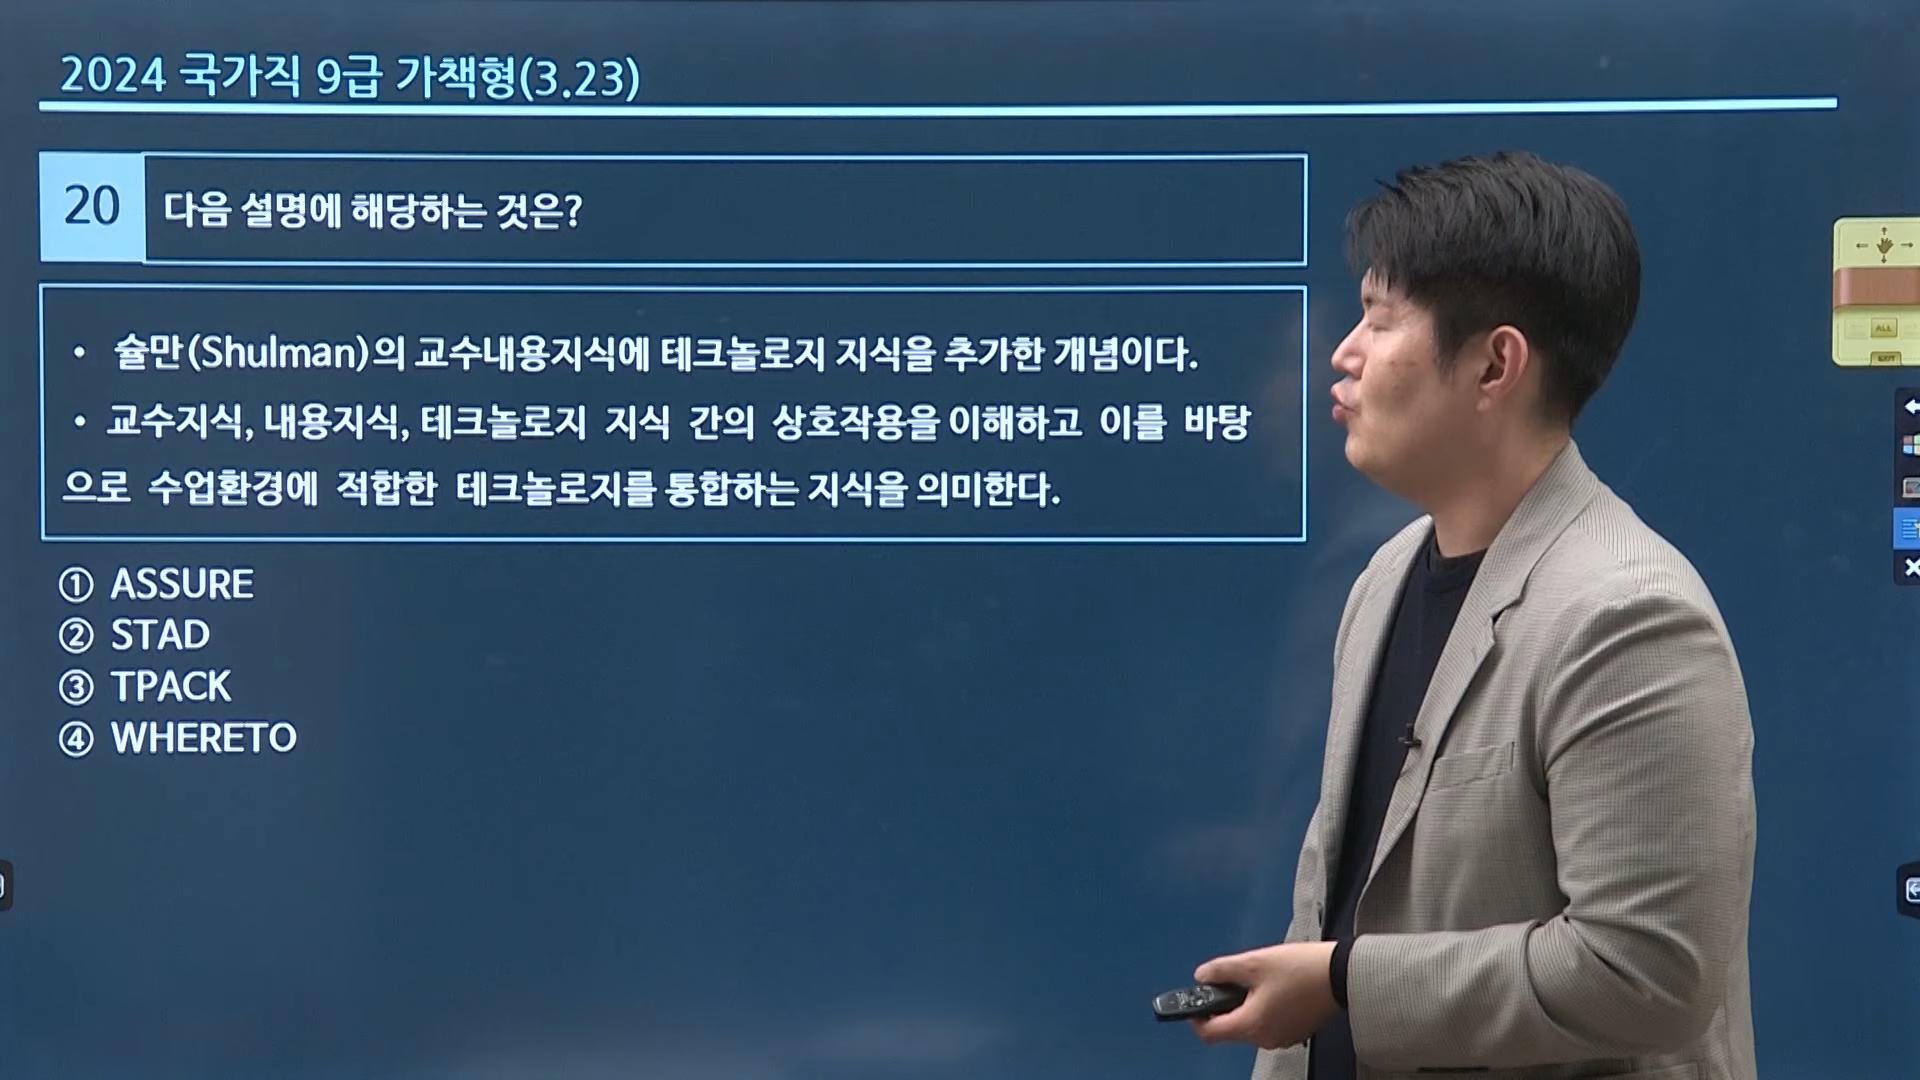 2024 국가직 9급 가책형(3.23)
20 다음 설명에 해당하는 것은?
• 슐만(Shulman)의 교수내용지식에 테크놀로지 지식을 추가한 개념이다.
• 교수지식, 내용지식, 테크놀로지 지식 간의 상호작용을 이해하고 이를 바탕
으로 수업환경에 적합한 테크놀로지를 통합하는 지식을 의미한다.
① ASSURE
② STAD
③ TPACK
④ WHERETO
ALL
EXIT